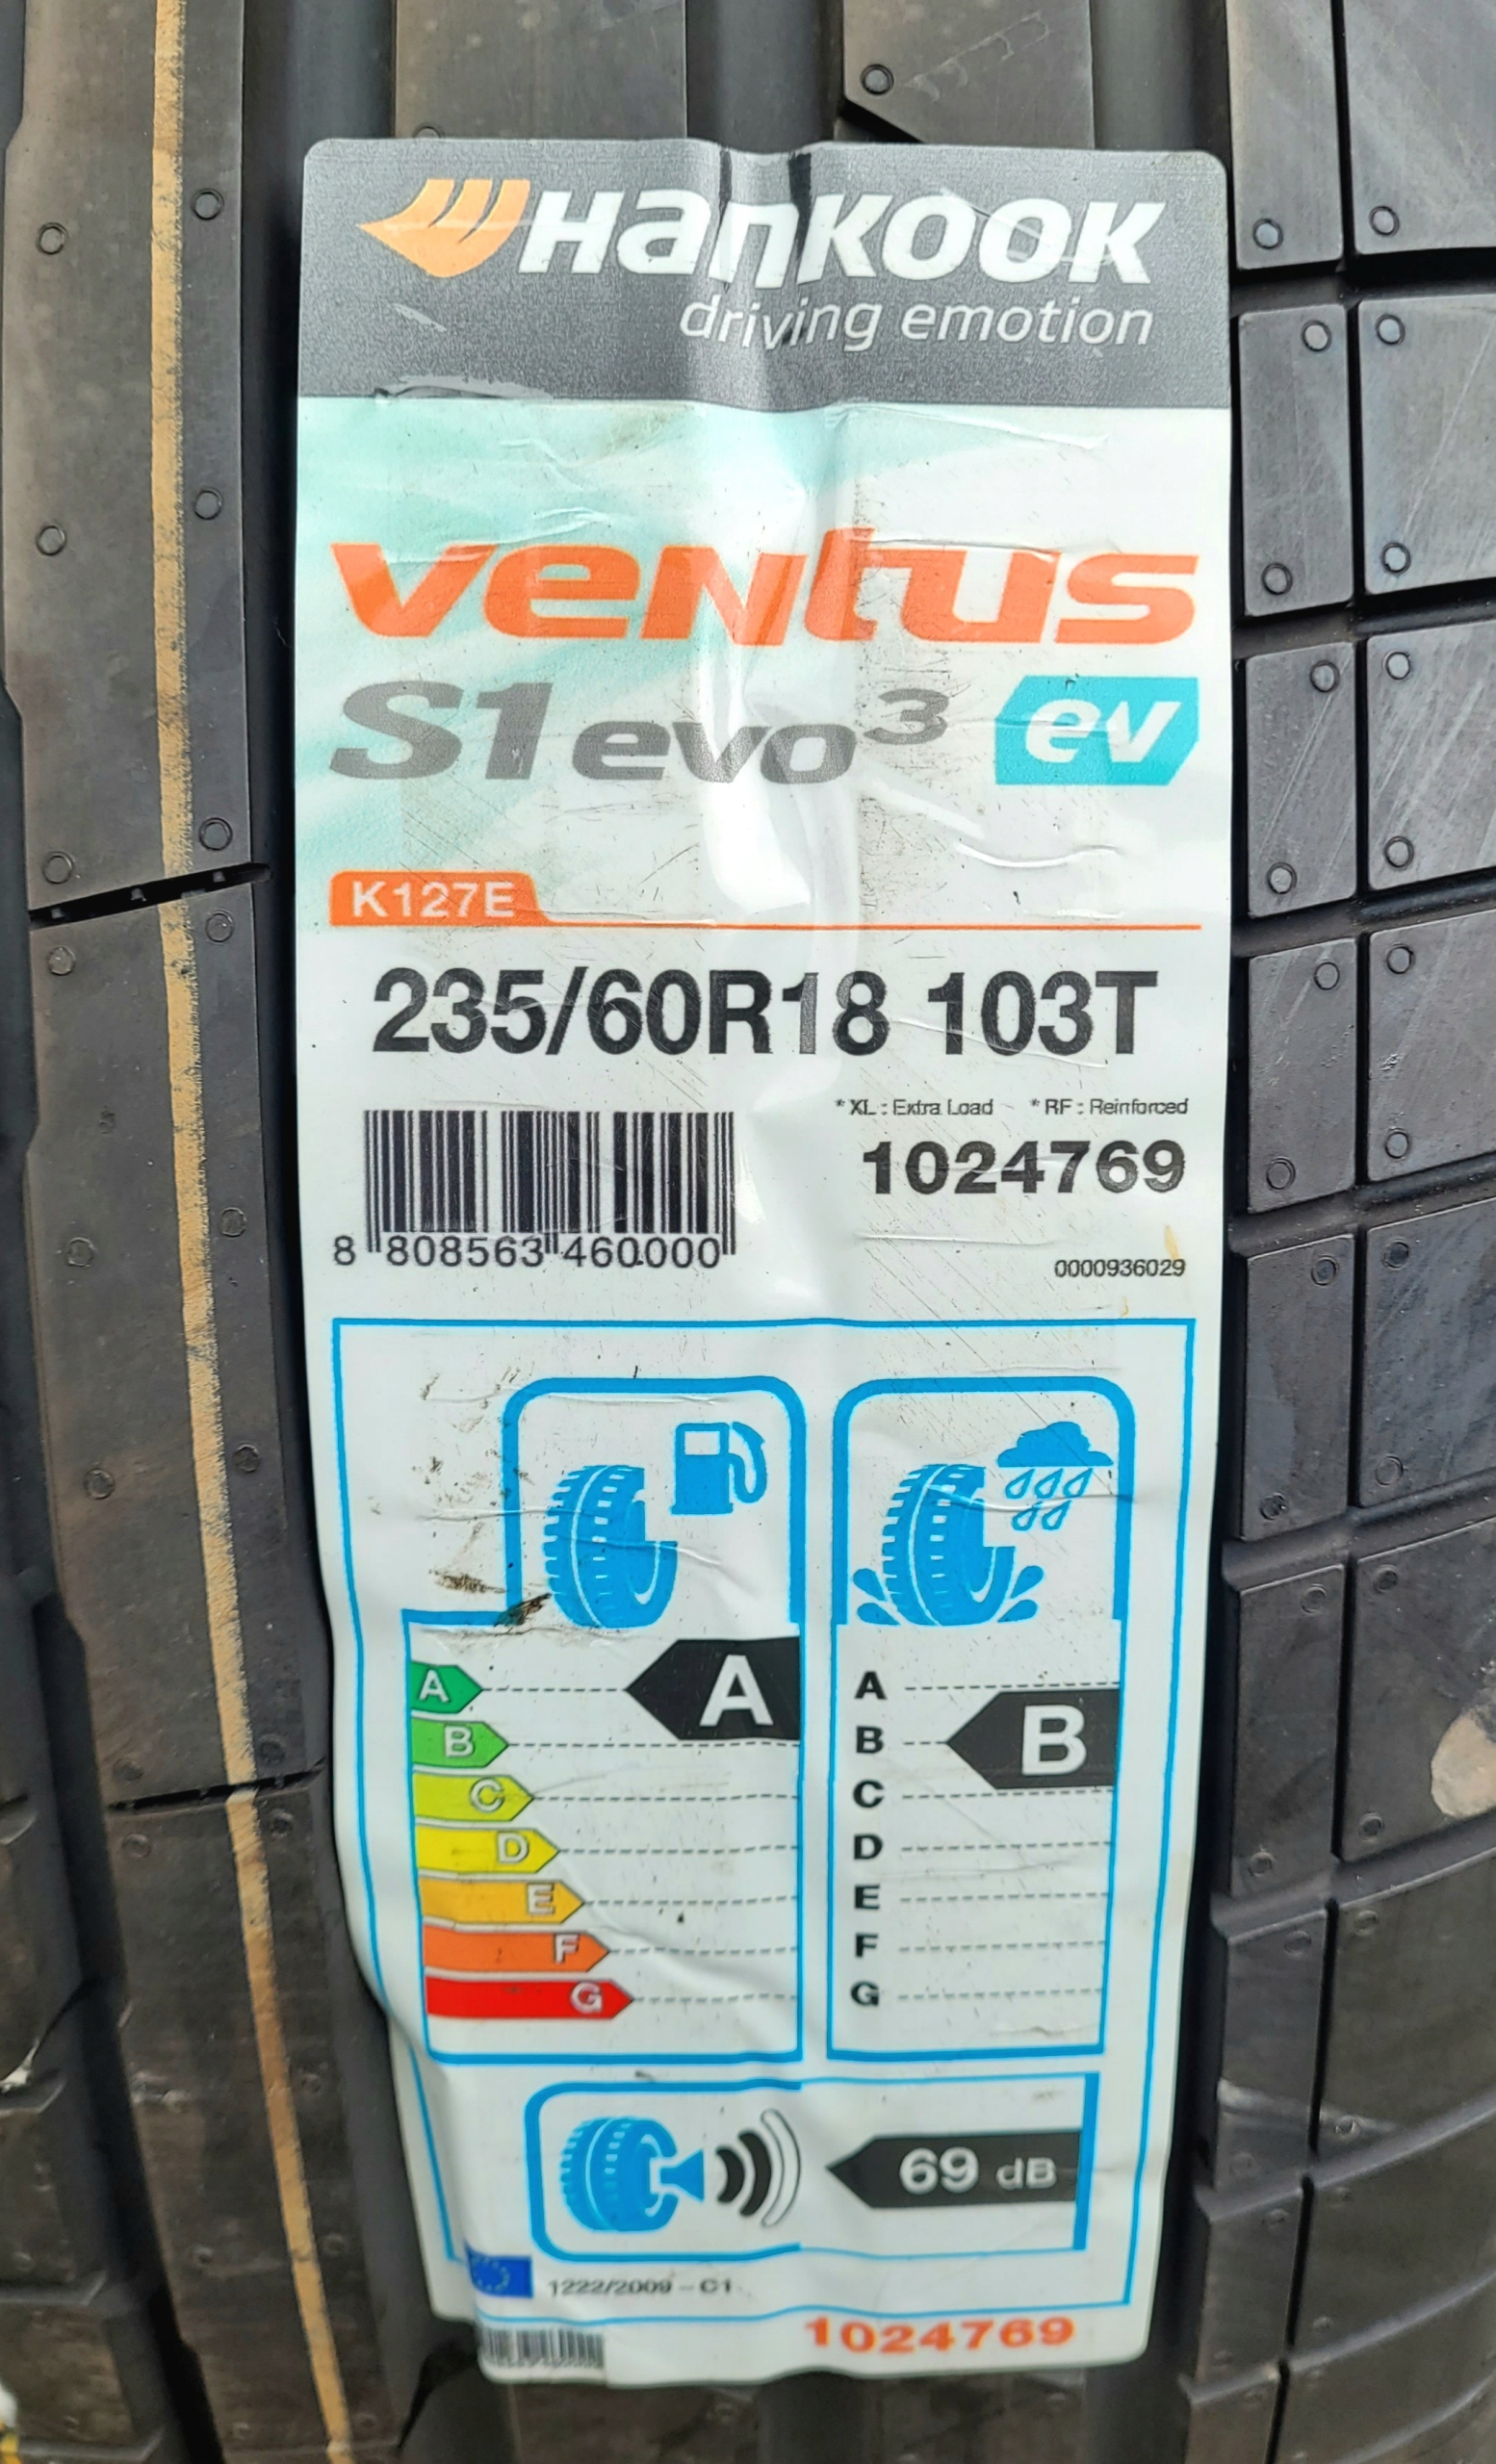 Hankook
driving emotion
ventus
S1 evo³ ev
K127E
235/60R18 103T
* XL : Extra Load * RF : Reinforced
1024769
8 808563 460000
0000936029
A A
B
C
D
E
F
G
A
B B
C
D
E
F
G
69 dB
1222/2009 - C1
1024769